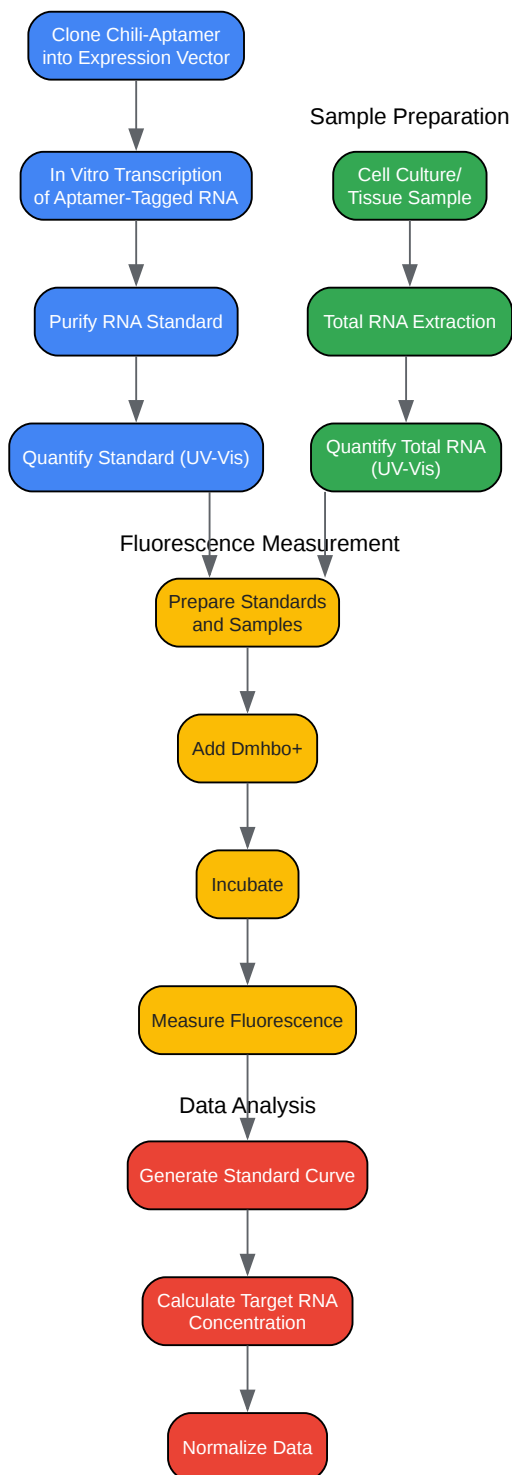 Clone Chili-Aptamer
into Expression Vector
Sample Preparation
In Vitro Transcription
of Aptamer-Tagged RNA
Cell Culture/
Tissue Sample
Purify RNA Standard
Total RNA Extraction
Quantify Standard (UV-Vis)
Quantify Total RNA
(UV-Vis)
Fluorescence Measurement
Prepare Standards
and Samples
Add Dmhbo+
Incubate
Measure Fluorescence
Data Analysis
Generate Standard Curve
Calculate Target RNA
Concentration
Normalize Data